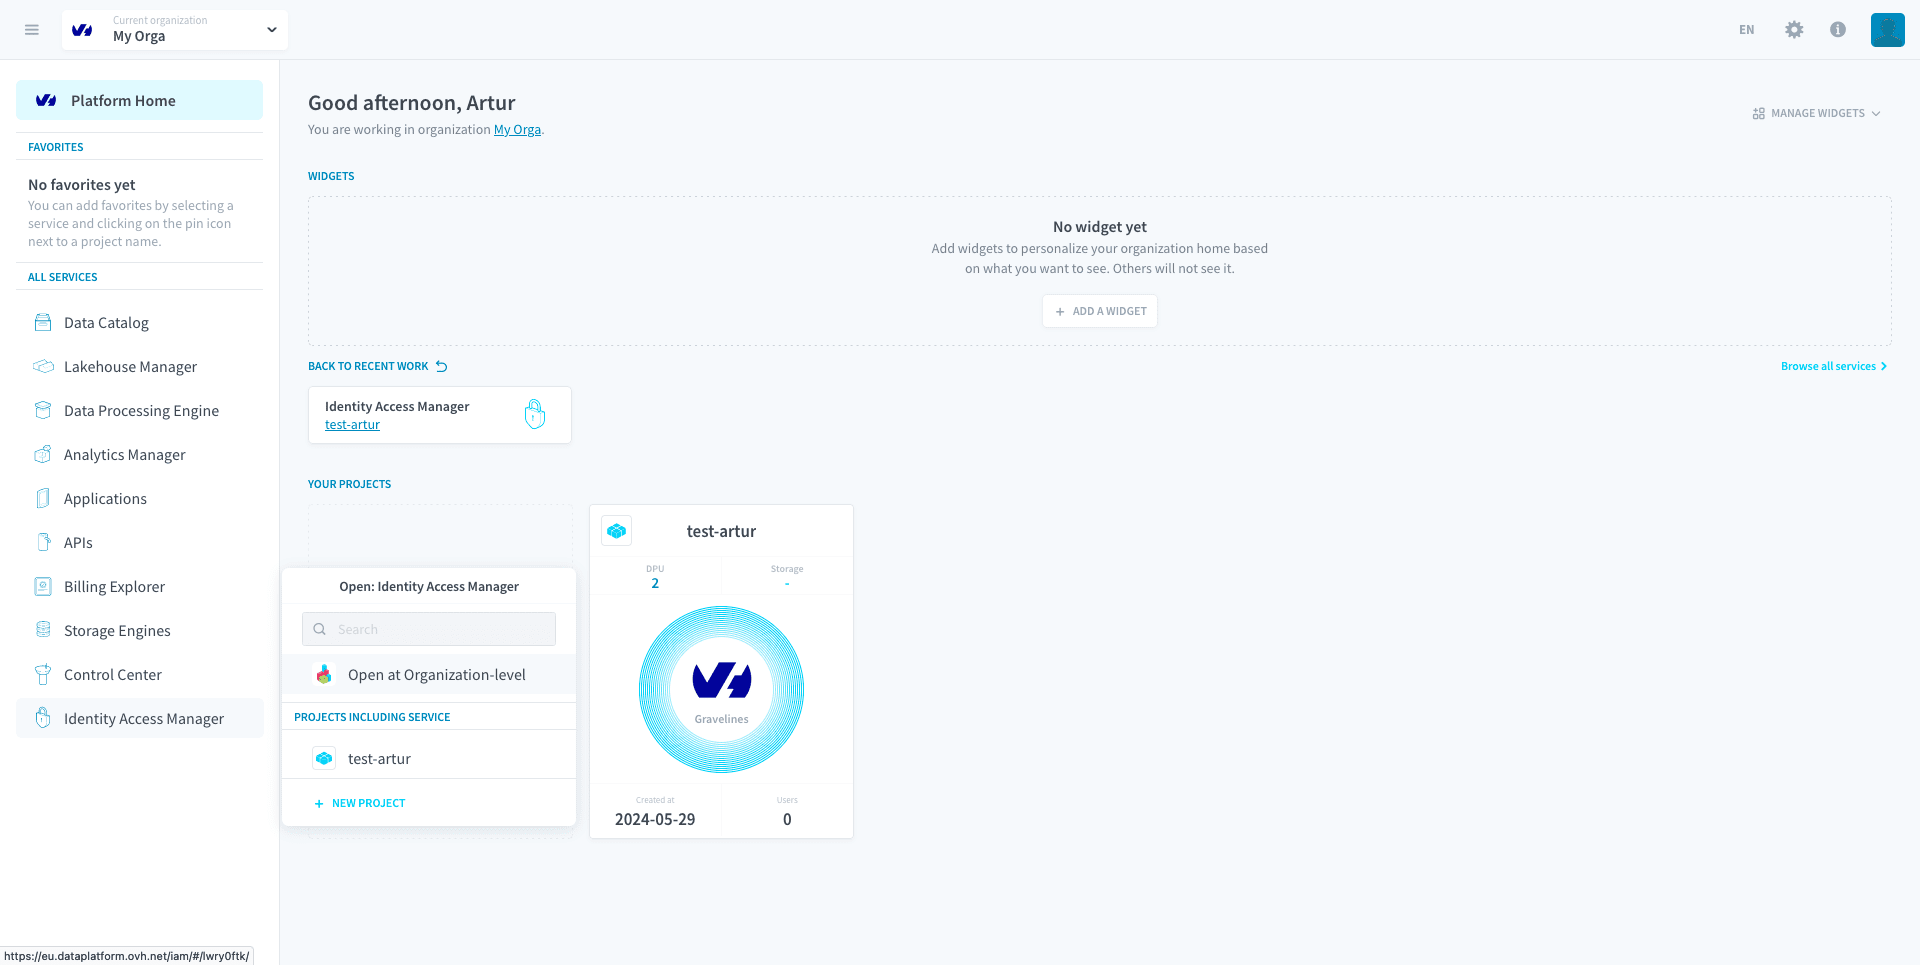 Current organization
My Orga
EN
Platform Home
FAVORITES
No favorites yet
You can add favorites by selecting a
service and clicking on the pin icon
next to a project name.
ALL SERVICES
Data Catalog
Lakehouse Manager
Data Processing Engine
Analytics Manager
Applications
APIs
Billing Explorer
Storage Engines
Control Center
Identity Access Manager
Good afternoon, Artur
You are working in organization My Orga.
MANAGE WIDGETS
WIDGETS
No widget yet
Add widgets to personalize your organization home based
on what you want to see. Others will not see it.
+ ADD A WIDGET
BACK TO RECENT WORK
Browse all services
Identity Access Manager
test-artur
YOUR PROJECTS
Open: Identity Access Manager
Search
Open at Organization-level
PROJECTS INCLUDING SERVICE
test-artur
+ NEW PROJECT
test-artur
DPU
2
Storage
-
Gravelines
Created at
2024-05-29
Users
0
https://eu.dataplatform.ovh.net/iam/#/lwry0ftk/